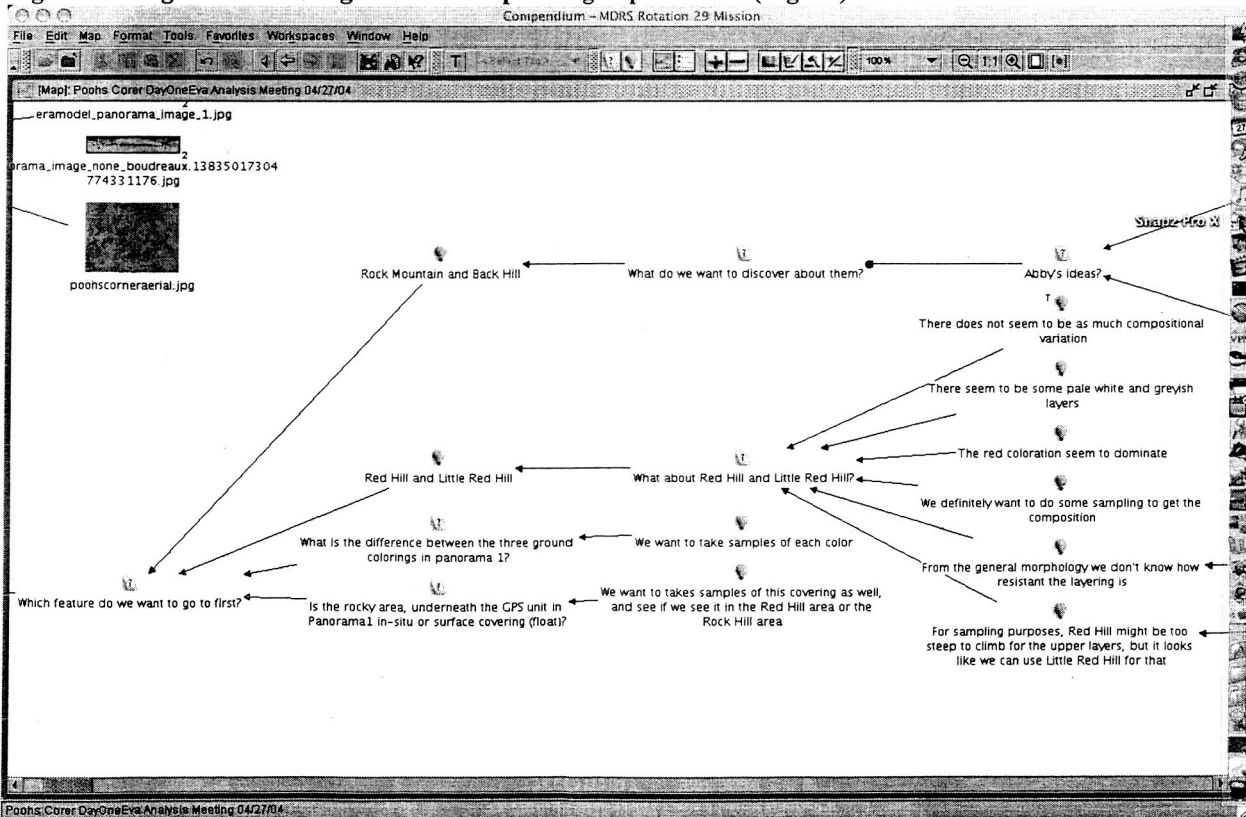 Compendium - MDRS Rotation 29 Mission
File Edit Map Format Tools Favorites Workspaces Window Help
T
100%
1:1
[Map]: Poohs Corer DayOneEva Analysis Meeting 04/27/04
2
eramodel_panorama_image_1.jpg
2
orama_image_none_boudreaux.13835017304
774331176.jpg
27
Snapz Pro X
poohscorneraerial.jpg
Rock Mountain and Back Hill
What do we want to discover about them?
Abby's ideas?
T
There does not seem to be as much compositional
variation
There seem to be some pale white and greyish
layers
The red coloration seem to dominate
Red Hill and Little Red Hill
What about Red Hill and Little Red Hill?
We definitely want to do some sampling to get the
composition
What is the difference between the three ground
colorings in panorama 1?
We want to take samples of each color
From the general morphology we don't know how
resistant the layering is
Which feature do we want to go to first?
Is the rocky area, underneath the GPS unit in
Panorama1 in-situ or surface covering (float)?
We want to takes samples of this covering as well,
and see if we see it in the Red Hill area or the
Rock Hill area
For sampling purposes, Red Hill might be too
steep to climb for the upper layers, but it looks
like we can use Little Red Hill for that
Poohs Corer DayOneEva Analysis Meeting 04/27/04